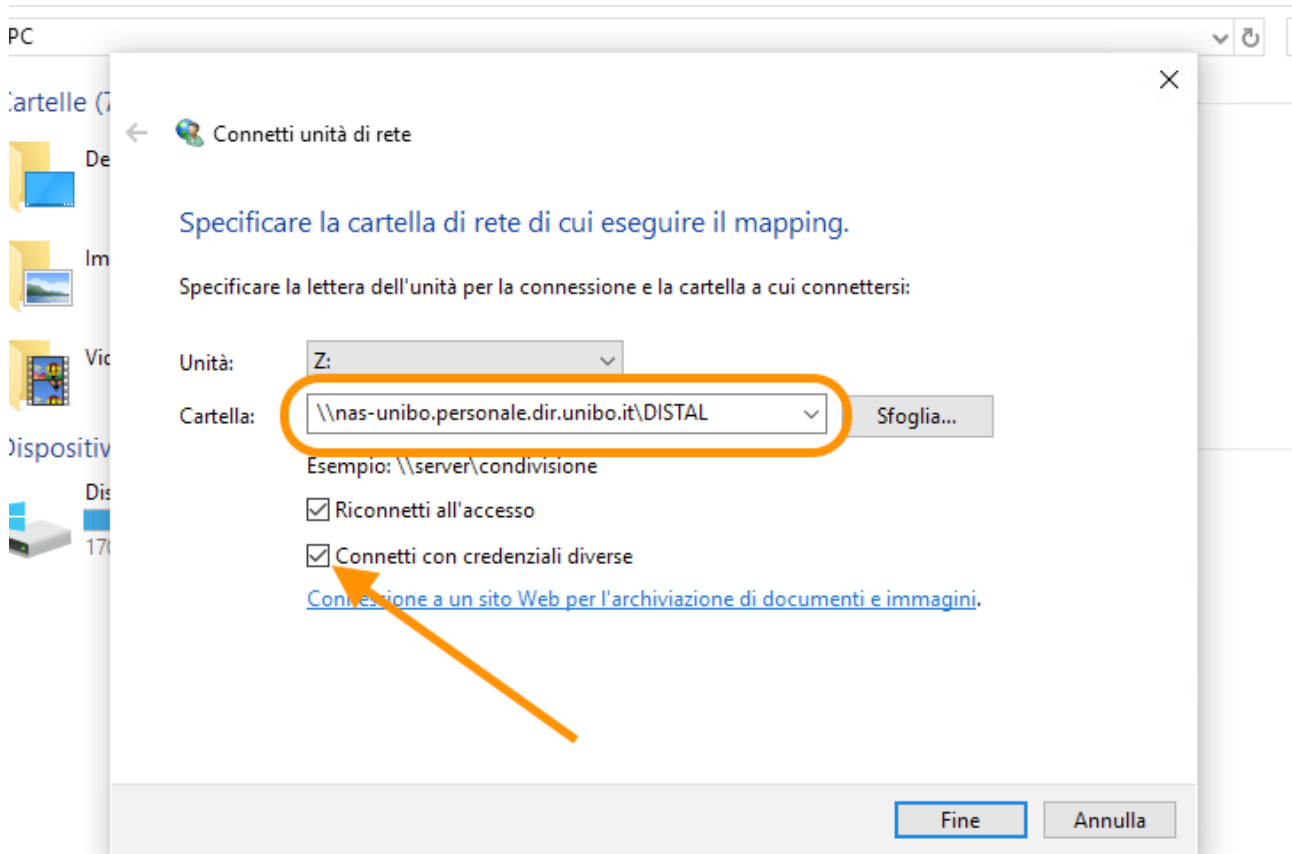 PC
Cartelle (7
De
Im
Vid
Dispositiv
Dis
170
Connetti unità di rete
Specificare la cartella di rete di cui eseguire il mapping.
Specificare la lettera dell'unità per la connessione e la cartella a cui connettersi:
Unità: Z:
Cartella: \\nas-unibo.personale.dir.unibo.it\DISTAL Sfoglia...
Esempio: \\server\condivisione
Riconnetti all'accesso
Connetti con credenziali diverse
Connessione a un sito Web per l'archiviazione di documenti e immagini.
Fine Annulla